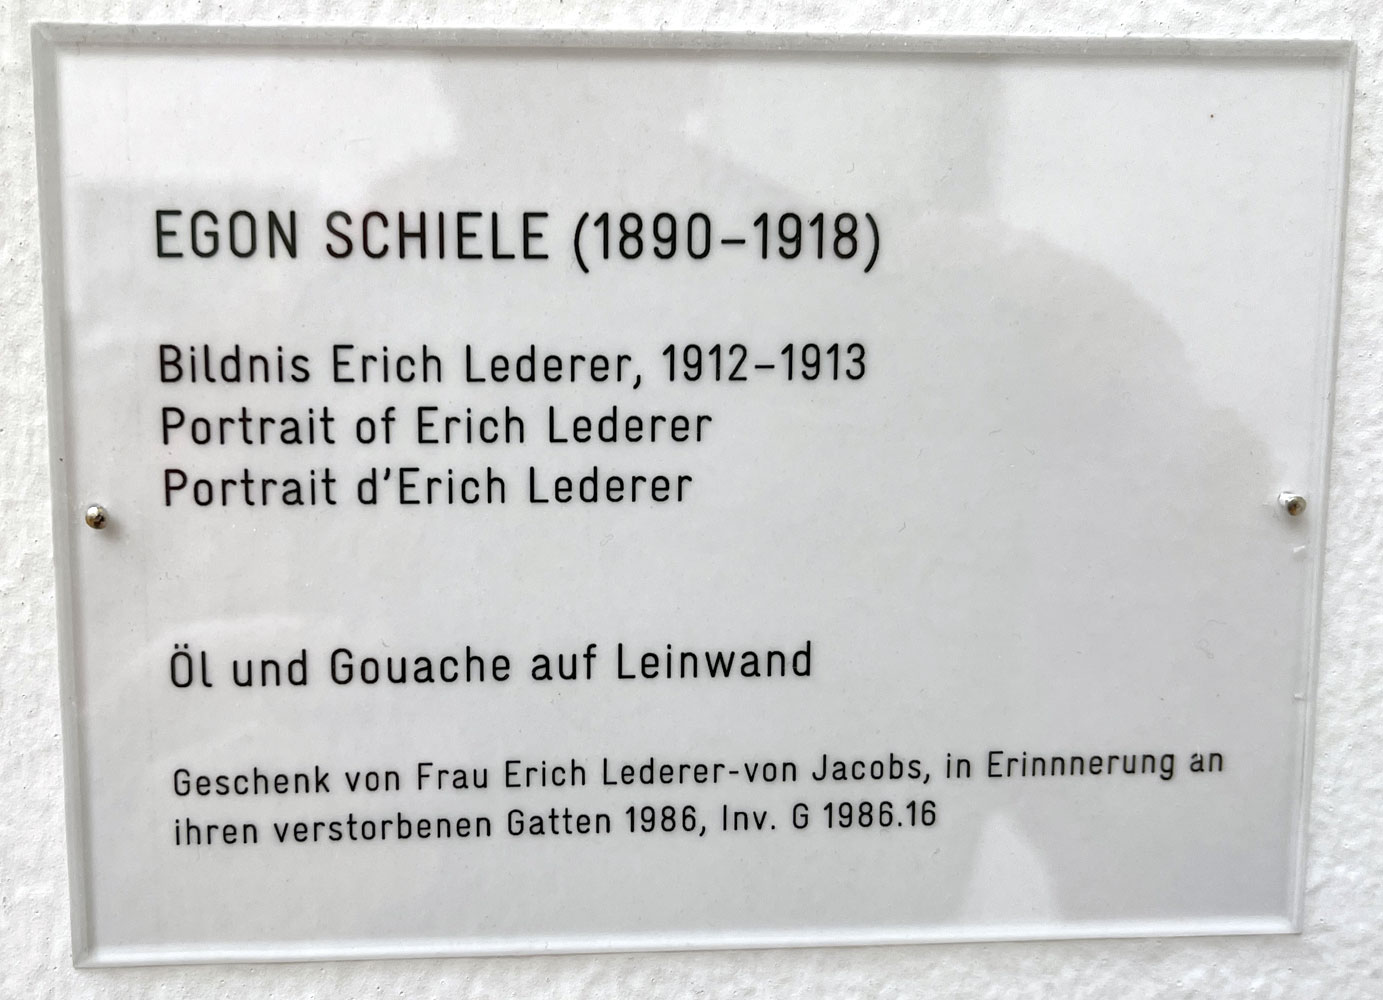 EGON SCHIELE (1890–1918)
Bildnis Erich Lederer, 1912–1913
Portrait of Erich Lederer
Portrait d'Erich Lederer
Öl und Gouache auf Leinwand
Geschenk von Frau Erich Lederer-von Jacobs, in Erinnnerung an
ihren verstorbenen Gatten 1986, Inv. G 1986.16